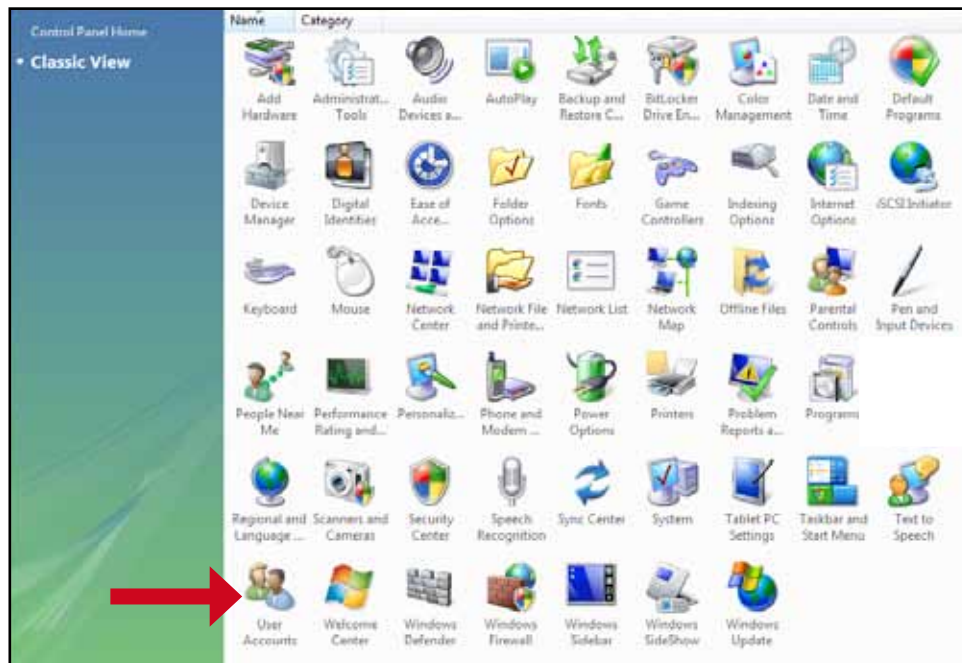 Control Panel Home
• Classic View
Name Category
Add Administrat... Audio AutoPlay Backup and BitLocker Color Date and Default
Hardware Tools Devices a... Restore C... Drive En... Management Time Programs
Device Digital Ease of Folder Fonts Game Indexing Internet iSCSI Initiator
Manager Identities Acce... Options Controllers Options Options
Keyboard Mouse Network Network File Network List Network Offline Files Parental Pen and
Center and Printe... Map Controls Input Devices
People Near Performance Personaliz... Phone and Power Printers Problem Programs
Me Rating and... Modem ... Options Reports a...
Regional and Scanners and Security Speech Sync Center System Tablet PC Taskbar and Text to
Language ... Cameras Center Recognition Settings Start Menu Speech
User Welcome Windows Windows Windows Windows Windows
Accounts Center Defender Firewall Sidebar SideShow Update